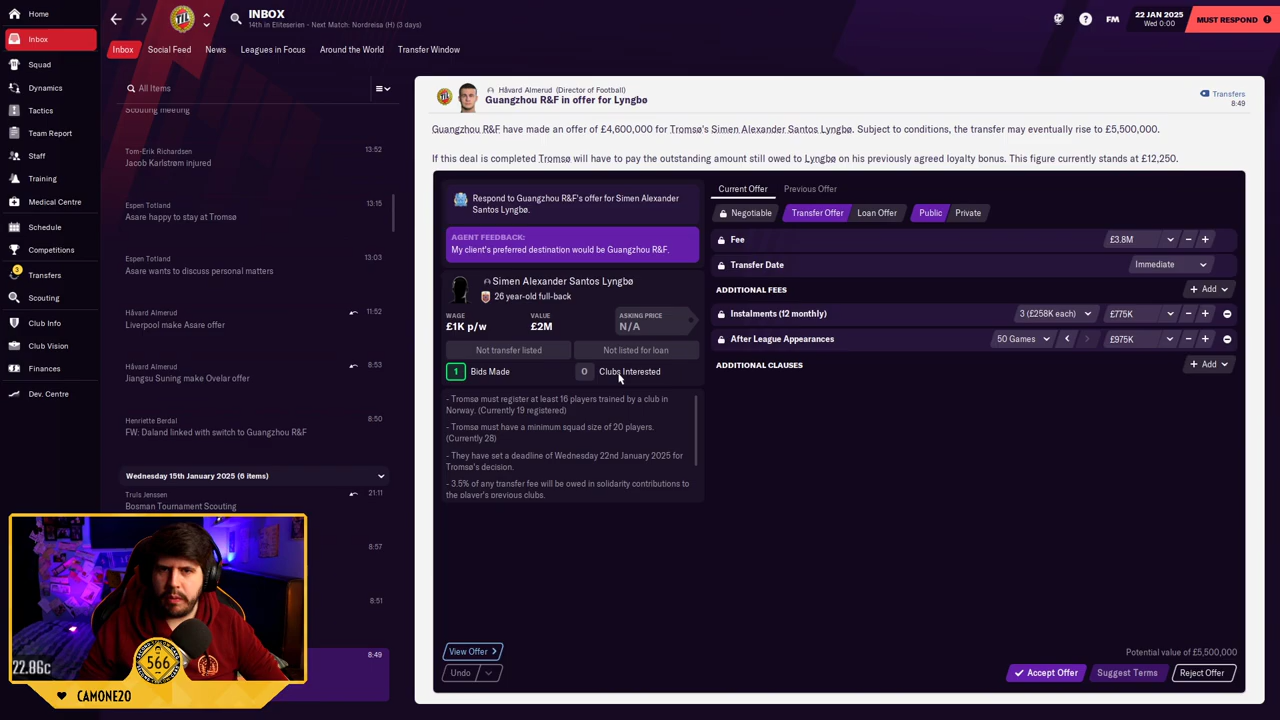 Home
Inbox
Squad
Dynamics
Tactics
Team Report
Staff
Training
Medical Centre
Schedule
Competitions
3
Transfers
Scouting
Club Info
Club Vision
Finances
Dev. Centre
TIL
INBOX
14th in Eliteserien - Next Match: Nordreisa (H) (3 days)
?
FM
22 JAN 2025
Wed 0:00
MUST RESPOND
Inbox
Social Feed
News
Leagues in Focus
Around the World
Transfer Window
All Items
Scouting meeting
Tom-Erik Richardsen
13:52
Jacob Karlstrøm injured
Espen Totland
13:15
Asare happy to stay at Tromsø
Espen Totland
13:03
Asare wants to discuss personal matters
Håvard Almerud
11:52
Liverpool make Asare offer
Håvard Almerud
8:53
Jiangsu Suning make Ovelar offer
Henriette Berdal
8:50
FW: Daland linked with switch to Guangzhou R&F
Wednesday 15th January 2025 (6 items)
Truls Jenssen
21:11
Bosman Tournament Scouting
8:57
8:51
8:49
Håvard Almerud (Director of Football)
Guangzhou R&F in offer for Lyngbø
Transfers
8:49
Guangzhou R&F have made an offer of £4,600,000 for Tromsø's Simen Alexander Santos Lyngbø. Subject to conditions, the transfer may eventually rise to £5,500,000.
If this deal is completed Tromsø will have to pay the outstanding amount still owed to Lyngbø on his previously agreed loyalty bonus. This figure currently stands at £12,250.
Respond to Guangzhou R&F's offer for Simen Alexander
Santos Lyngbø.
AGENT FEEDBACK:
My client's preferred destination would be Guangzhou R&F.
Simen Alexander Santos Lyngbø
26 year-old full-back
WAGE
£1K p/w
VALUE
£2M
ASKING PRICE
N/A
Not transfer listed
Not listed for loan
1 Bids Made
0 Clubs Interested
- Tromsø must register at least 16 players trained by a club in
Norway. (Currently 19 registered)
- Tromsø must have a minimum squad size of 20 players.
(Currently 28)
- They have set a deadline of Wednesday 22nd January 2025 for
Tromsø's decision.
- 3.5% of any transfer fee will be owed in solidarity contributions to
the player's previous clubs.
Current Offer
Previous Offer
Negotiable
Transfer Offer
Loan Offer
Public
Private
Fee
£3.8M
Transfer Date
Immediate
ADDITIONAL FEES
+ Add
Instalments (12 monthly)
3 (£258K each)
£775K
After League Appearances
50 Games
£975K
ADDITIONAL CLAUSES
+ Add
View Offer
Undo
Potential value of £5,500,000
Accept Offer
Suggest Terms
Reject Offer
22.86c
566
CAMONE20